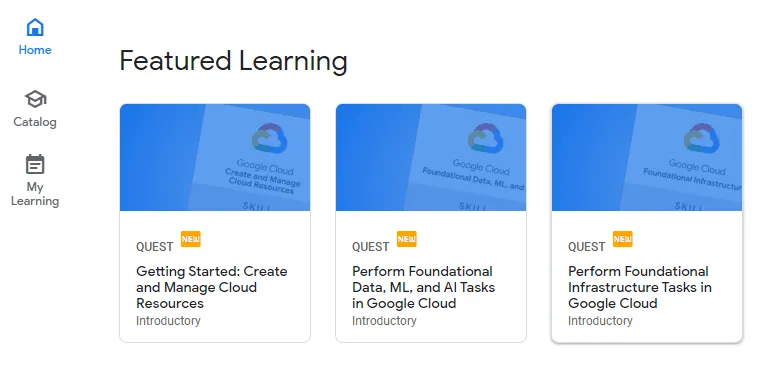 Home
Catalog
My
Learning
Featured Learning
Google Cloud
Create and Manage
Cloud Resources
SKILL
QUEST NEW
Getting Started: Create
and Manage Cloud
Resources
Introductory
Google Cloud
Foundational Data, ML, and
SKILL
QUEST NEW
Perform Foundational
Data, ML, and AI Tasks
in Google Cloud
Introductory
Google Cloud
Foundational Infrastructur
SKILL
QUEST NEW
Perform Foundational
Infrastructure Tasks in
Google Cloud
Introductory